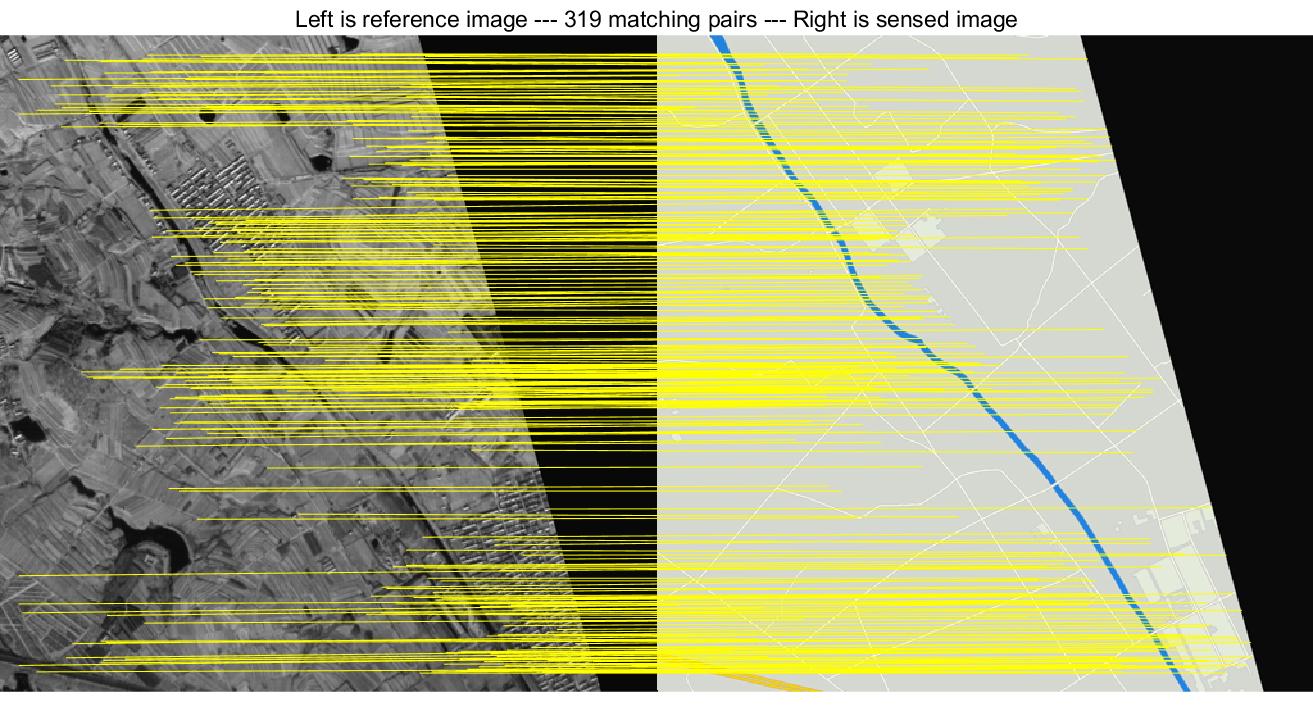 Left is reference image --- 319 matching pairs --- Right is sensed image